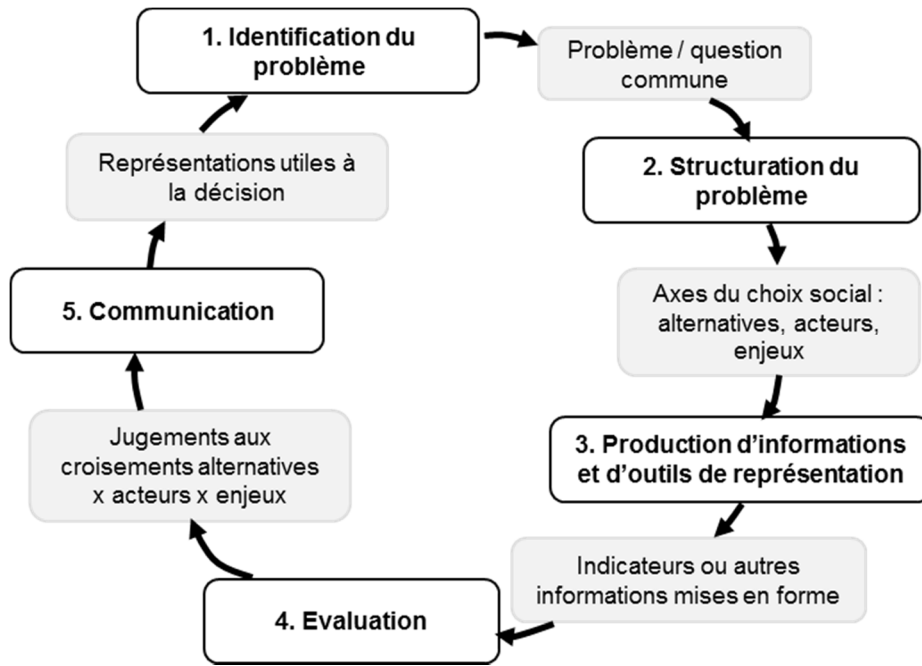 1. Identification du
problème
Problème / question
commune
2. Structuration du
problème
Axes du choix social :
alternatives, acteurs,
enjeux
3. Production d’informations
et d’outils de représentation
Indicateurs ou autres
informations mises en forme
4. Evaluation
Jugements aux
croisements alternatives
x acteurs x enjeux
5. Communication
Représentations utiles à
la décision